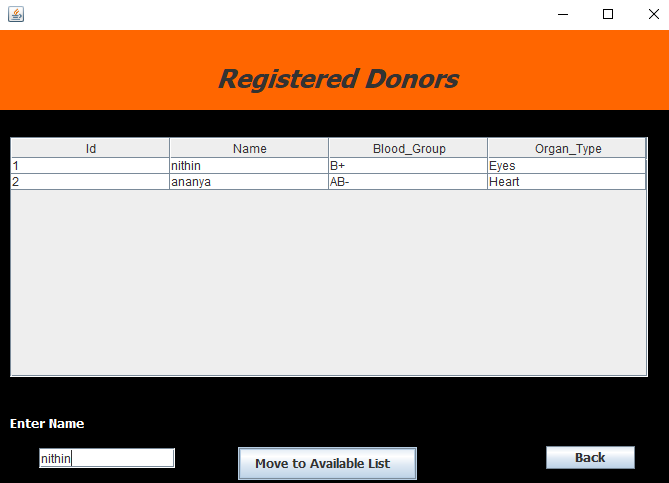 Registered Donors
Id Name Blood_Group Organ_Type
1 nithin B+ Eyes
2 ananya AB- Heart
Enter Name
nithin Move to Available List Back